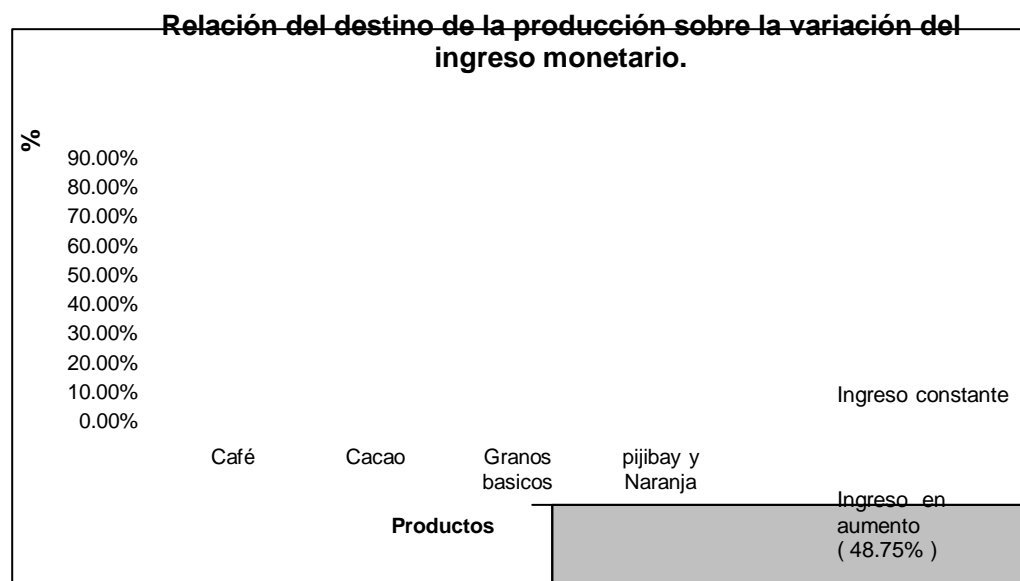 Relación del destino de la producción sobre la variación del
ingreso monetario.
%
90.00%
80.00%
70.00%
60.00%
50.00%
40.00%
30.00%
20.00%
10.00%
0.00%
Café
Cacao
Granos
basicos
pijibay y
Naranja
Productos
Ingreso constante
Ingreso en
aumento
( 48.75% )